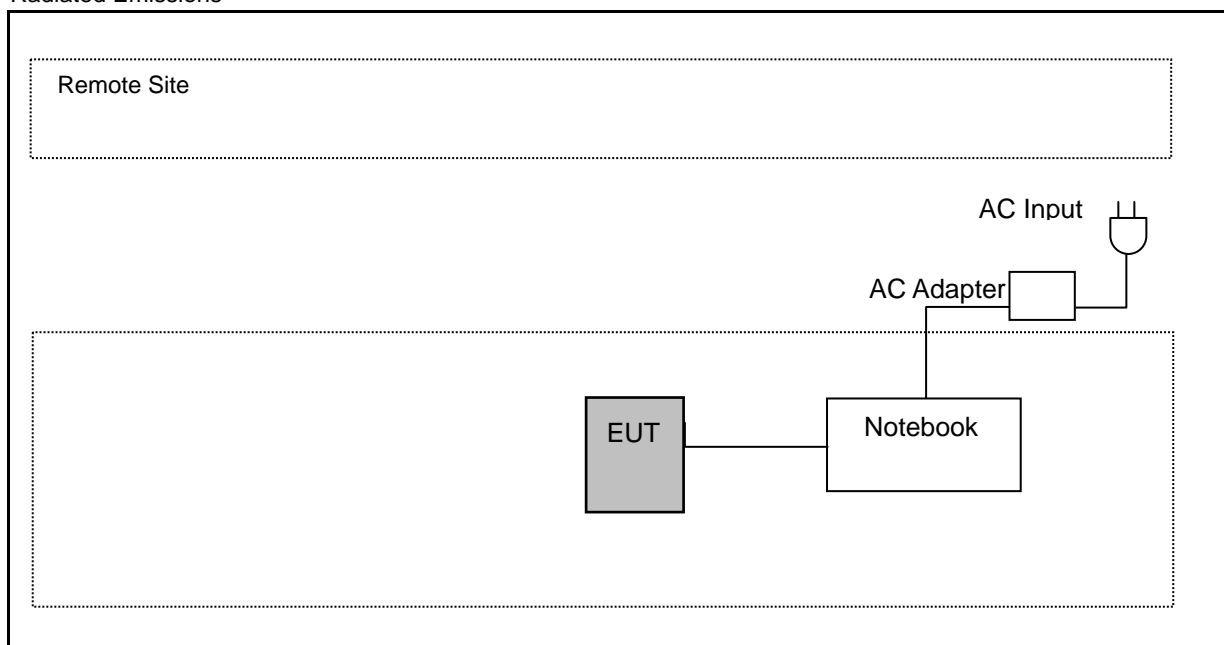 Radiated Emissions
Remote Site
AC Input
AC Adapter
EUT
Notebook